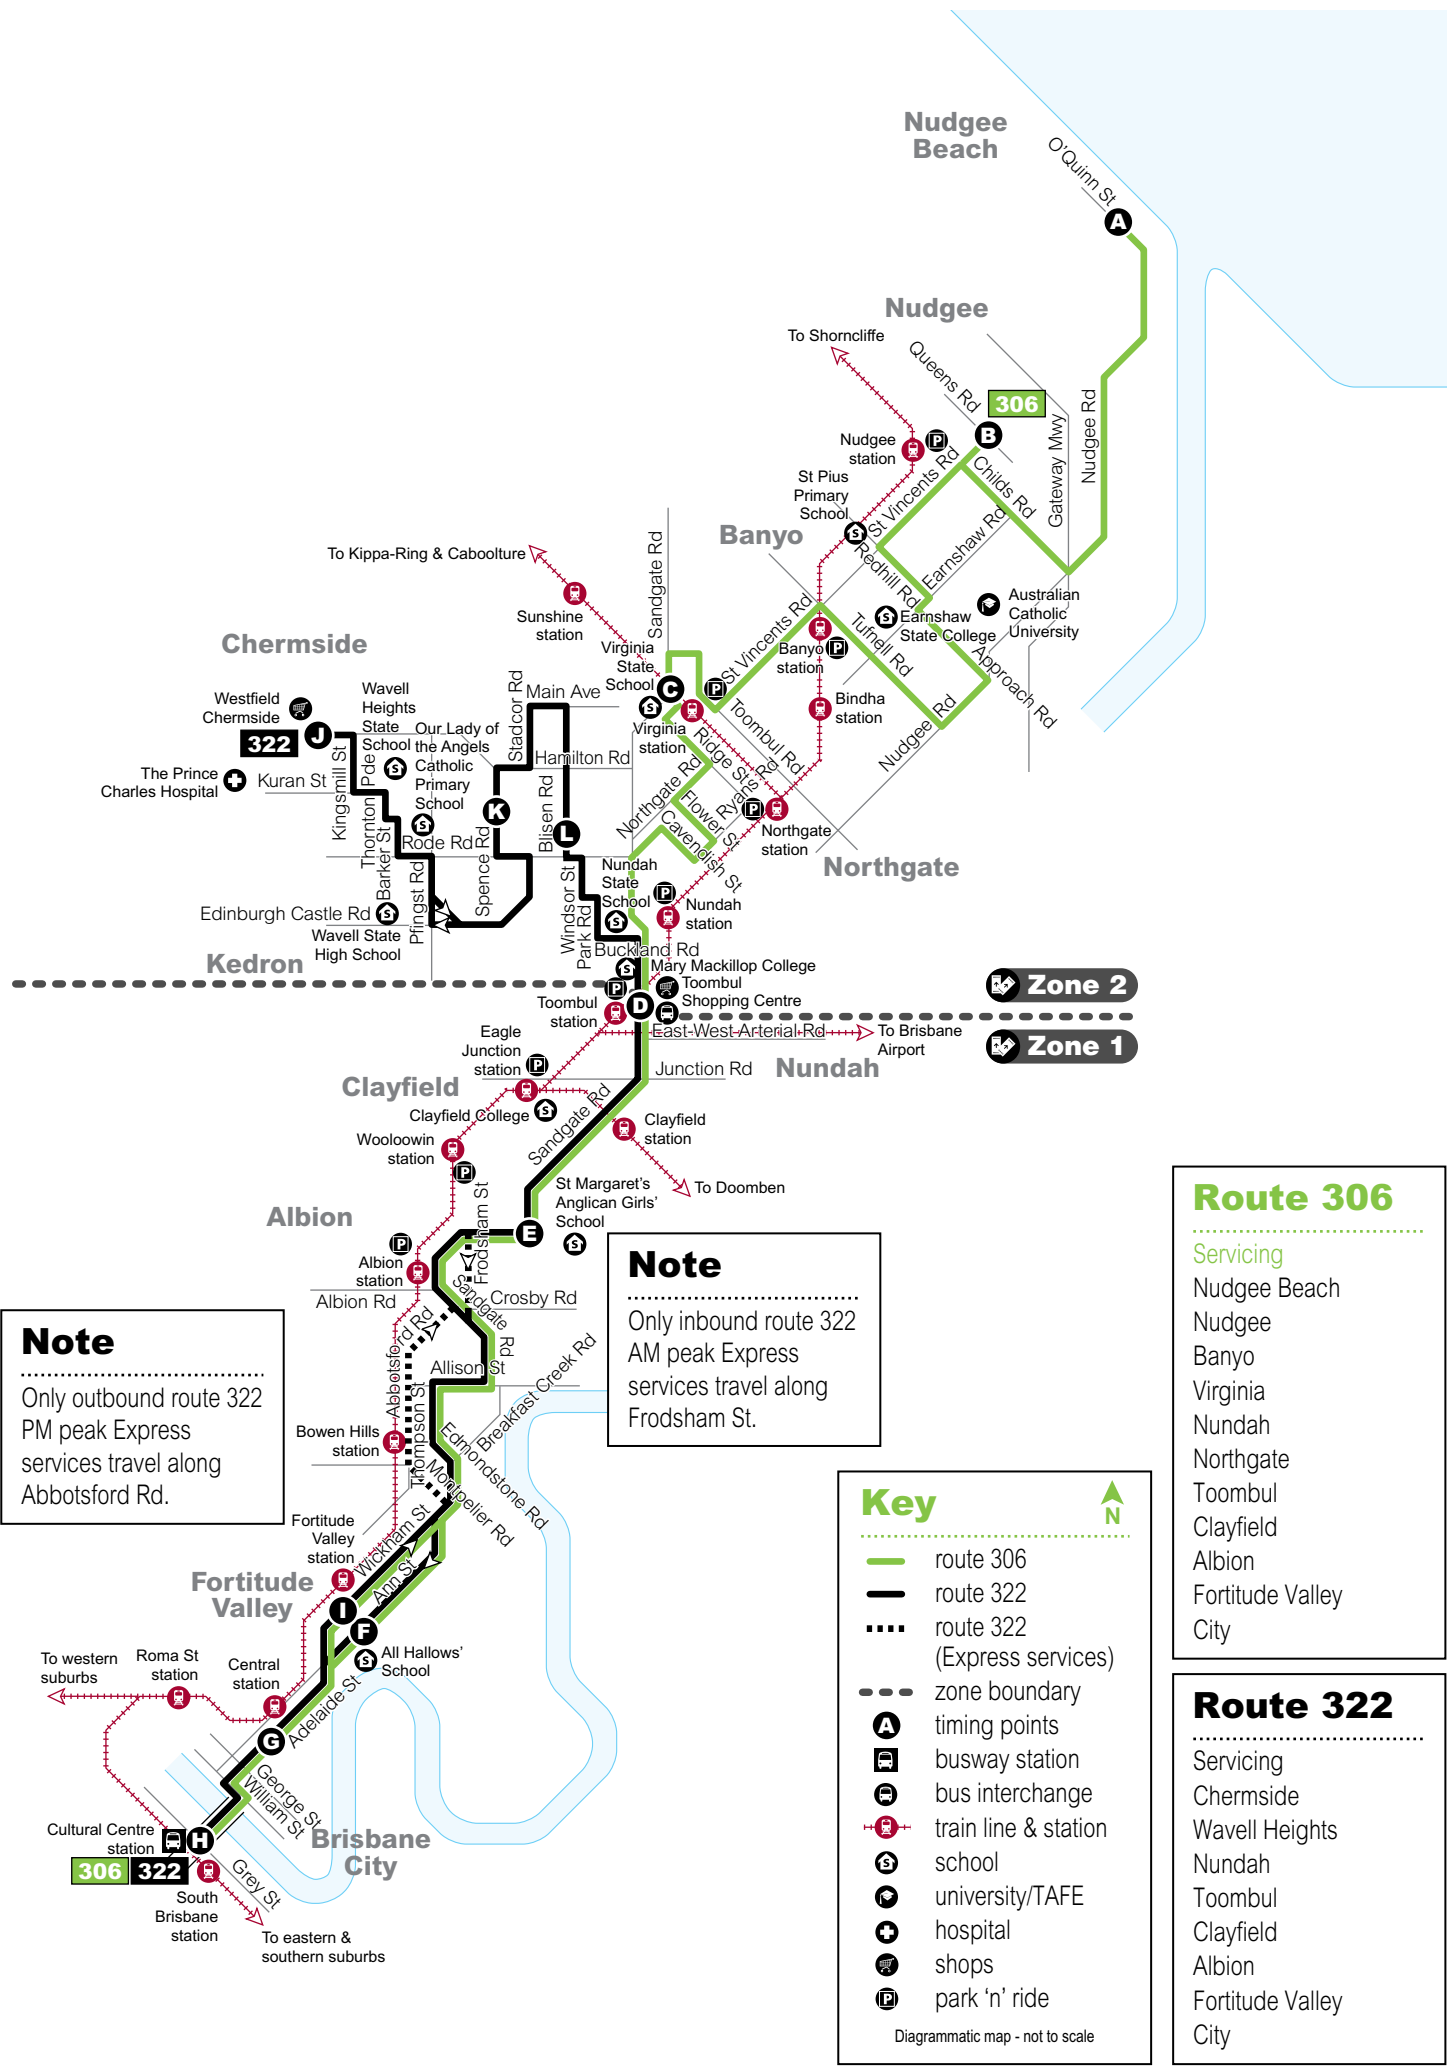 Nudgee
Beach
O'Quinn St
A
Nudgee
To Shorncliffe
Queens Rd
306
B
Nudgee
station
P
Gateway Mwy
Nudgee Rd
St Pius
Primary
School
St Vincents Rd
Childs Rd
Earnshaw Rd
Redhill Rd
Banyo
To Kippa-Ring & Caboolture
Sandgate Rd
Sunshine
station
Australian
Catholic
University
Earnshaw
State College
St Vincents Rd
Tufnell Rd
Banyo
station
P
Approach Rd
Chermside
Virginia
State
School
C
P
Virginia
station
Bindha
station
Toombul Rd
Nudgee Rd
Westfield
Chermside
322
J
Wavell
Heights
State
School
Our Lady of
the Angels
Catholic
Primary
School
Stadcor Rd
Main Ave
Hamilton Rd
The Prince
Charles Hospital
Kuran St
Kingsmill St
Thornton Pde
Barker St
Rode Rd
K
Spence Rd
Blisen Rd
L
Northgate Rd
Ridge St
Ryans Rd
Flower St
Cavendish St
P
Northgate
station
Northgate
Nundah
State
School
P
Nundah
station
Edinburgh Castle Rd
Wavell State
High School
Pfingst Rd
Windsor St
Park Rd
Buckland Rd
Kedron
Mary Mackillop College
P
Toombul
Shopping Centre
D
Toombul
station
Zone 2
Zone 1
East-West Arterial Rd
To Brisbane
Airport
Nundah
Eagle
Junction
station
P
Junction Rd
Clayfield
Clayfield College
Sandgate Rd
Clayfield
station
Wooloowin
station
P
To Doomben
St Margaret's
Anglican Girls'
School
E
Albion
P
Albion
station
Frodsham St
Albion Rd
Sandgate
Rd
Crosby Rd
Abbotsford Rd
Allison St
Breakfast Creek Rd
Bowen Hills
station
Thompson St
Edmondstone Rd
Montpelier Rd
Fortitude
Valley
station
Wickham St
Ann St
Fortitude
Valley
I
F
All Hallows'
School
To western
suburbs
Roma St
station
Central
station
Adelaide St
G
George St
William St
Cultural Centre
station
H
306
322
Brisbane
City
Grey St
South
Brisbane
station
To eastern &
southern suburbs
Note
Only outbound route 322
PM peak Express
services travel along
Abbotsford Rd.
Note
Only inbound route 322
AM peak Express
services travel along
Frodsham St.
Key
N
route 306
route 322
route 322
(Express services)
zone boundary
A
timing points
busway station
bus interchange
train line & station
S
school
university/TAFE
hospital
shops
P
park 'n' ride
Diagrammatic map - not to scale
Route 306
Servicing
Nudgee Beach
Nudgee
Banyo
Virginia
Nundah
Northgate
Toombul
Clayfield
Albion
Fortitude Valley
City
Route 322
Servicing
Chermside
Wavell Heights
Nundah
Toombul
Clayfield
Albion
Fortitude Valley
City